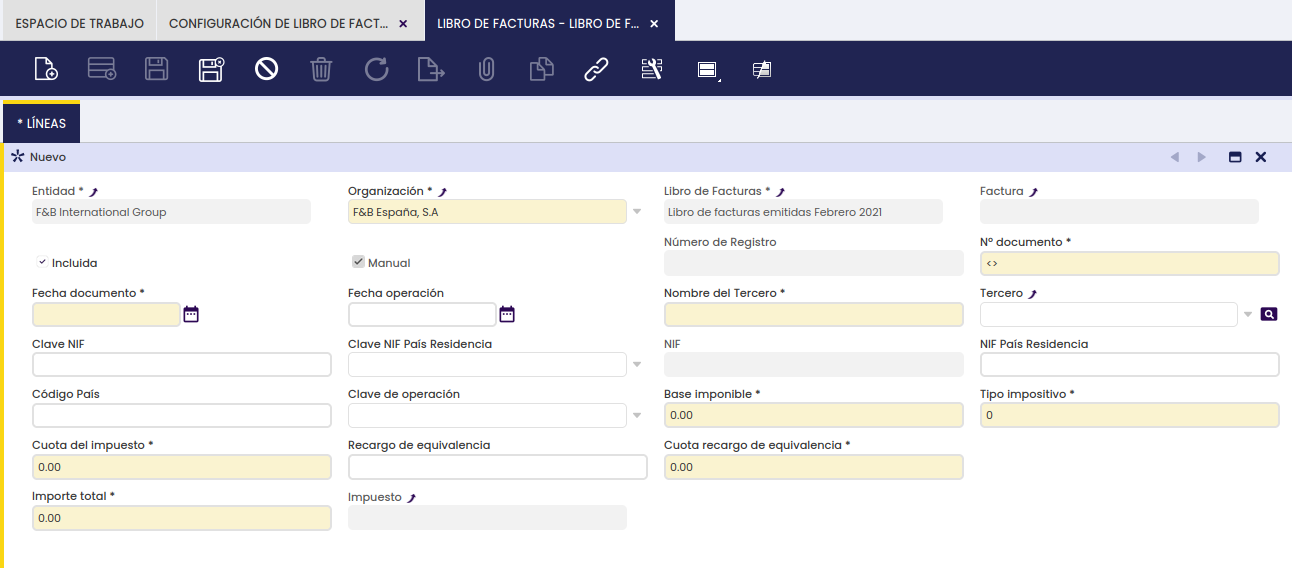 ESPACIO DE TRABAJO CONFIGURACIÓN DE LIBRO DE FACT... LIBRO DE FACTURAS - LIBRO DE F...
* LÍNEAS
Nuevo
Entidad * Organización * Libro de Facturas * Factura
F&B International Group F&B España, S.A Libro de facturas emitidas Febrero 2021
Número de Registro Nº documento *
Incluida Manual <>
Fecha documento * Fecha operación Nombre del Tercero * Tercero
Clave NIF Clave NIF País Residencia NIF NIF País Residencia
Código País Clave de operación Base imponible * Tipo impositivo *
0.00 0
Cuota del impuesto * Recargo de equivalencia Cuota recargo de equivalencia *
0.00 0.00
Importe total * Impuesto
0.00